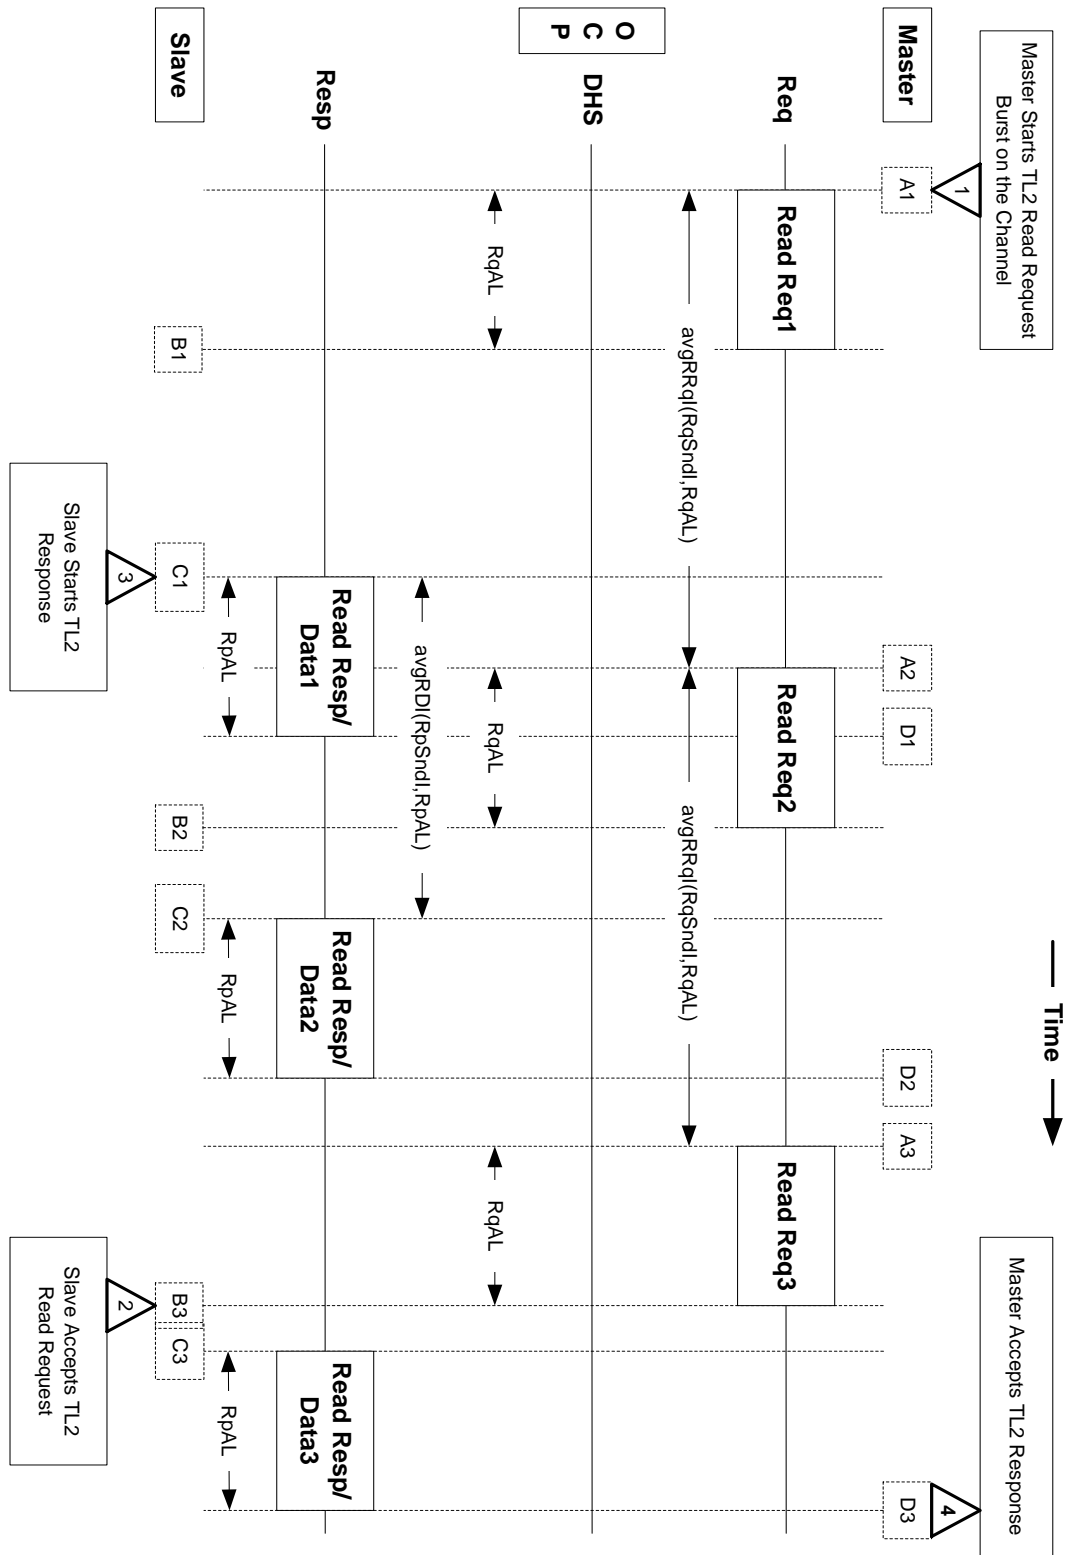 Time
Master Starts TL2 Read Request
Burst on the Channel
Master Accepts TL2 Response
1
4
Master
A1
A2
D1
D2
A3
D3
Req
Read Req1
Read Req2
Read Req3
avgRRqI(RqSndI,RqAL)
avgRRqI(RqSndI,RqAL)
O
C
P
DHS
RqAL
RqAL
RqAL
avgRDI(RpSndI,RpAL)
Resp
Read Resp/
Data1
Read Resp/
Data2
Read Resp/
Data3
RpAL
RpAL
RpAL
Slave
B1
C1
B2
C2
B3
C3
3
2
Slave Starts TL2
Response
Slave Accepts TL2
Read Request